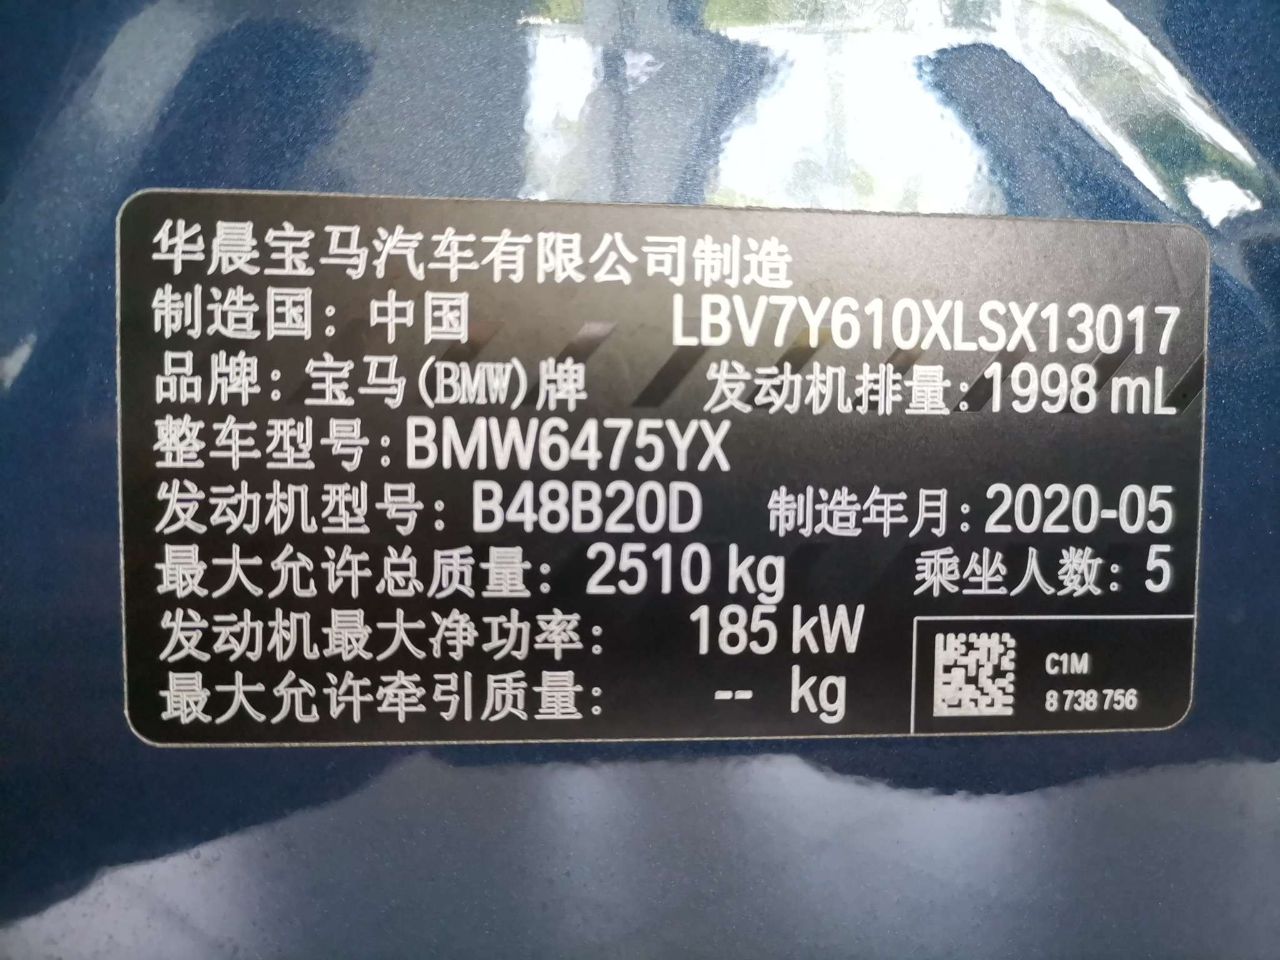 华晨宝马汽车有限公司制造
制造国：中国 LBV7Y610XLSX13017
品牌：宝马(BMW)牌 发动机排量：1998 mL
整车型号：BMW6475YX
发动机型号：B48B20D 制造年月：2020-05
最大允许总质量：2510 kg 乘坐人数：5
发动机最大净功率：185 kW
最大允许牵引质量：-- kg
C1M
8 738 756